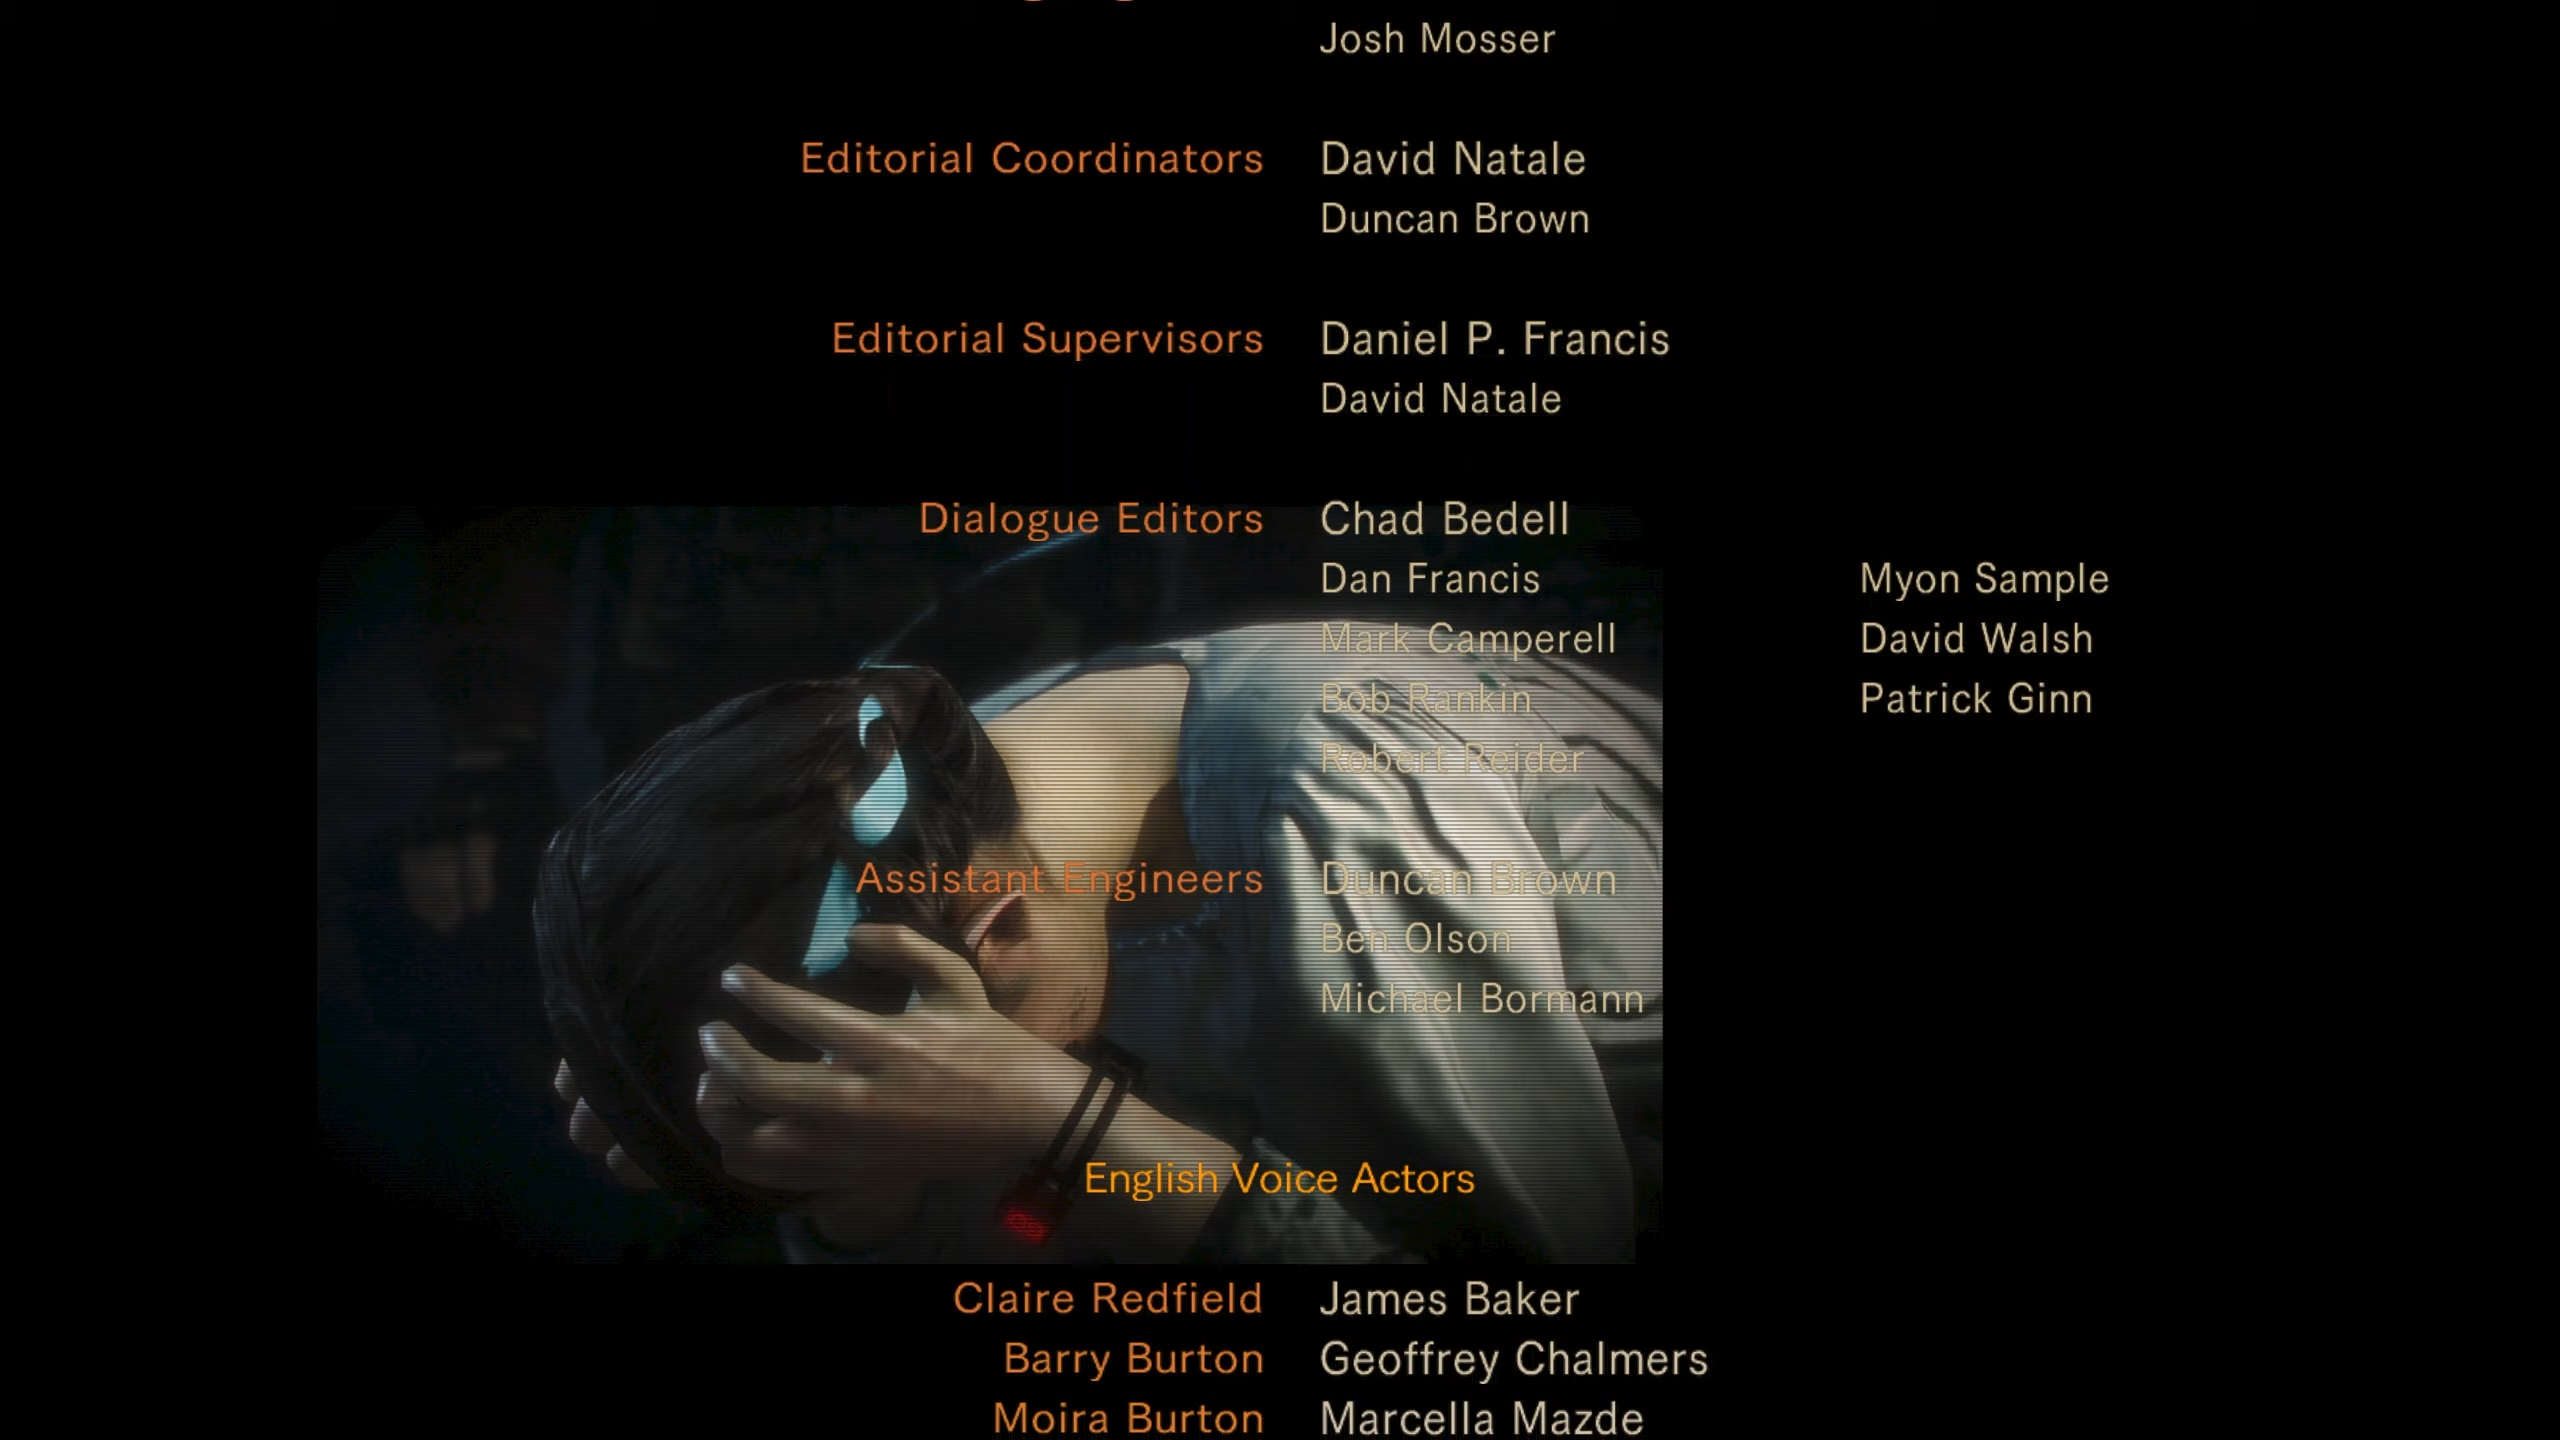 Josh Mosser
Editorial Coordinators David Natale
Duncan Brown
Editorial Supervisors Daniel P. Francis
David Natale
Dialogue Editors Chad Bedell
Dan Francis Myon Sample
Mark Camperell David Walsh
Bob Rankin Patrick Ginn
Robert Reider
Assistant Engineers Duncan Brown
Ben Olson
Michael Bormann
English Voice Actors
Claire Redfield James Baker
Barry Burton Geoffrey Chalmers
Moira Burton Marcella Mazde